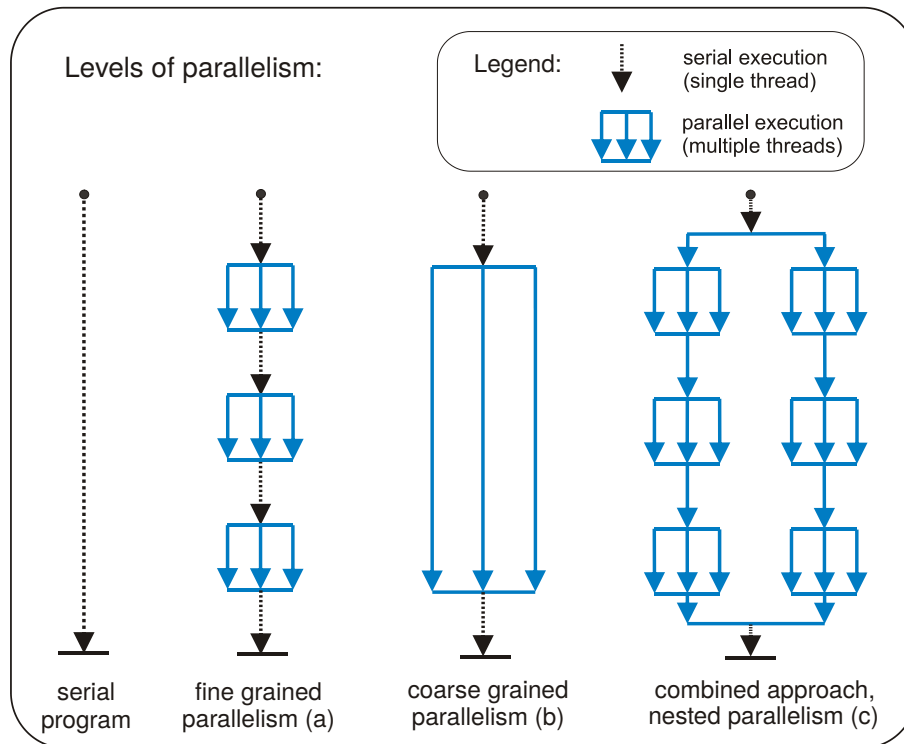 Levels of parallelism:
Legend:
serial execution
(single thread)
parallel execution
(multiple threads)
serial
program
fine grained
parallelism (a)
coarse grained
parallelism (b)
combined approach,
nested parallelism (c)